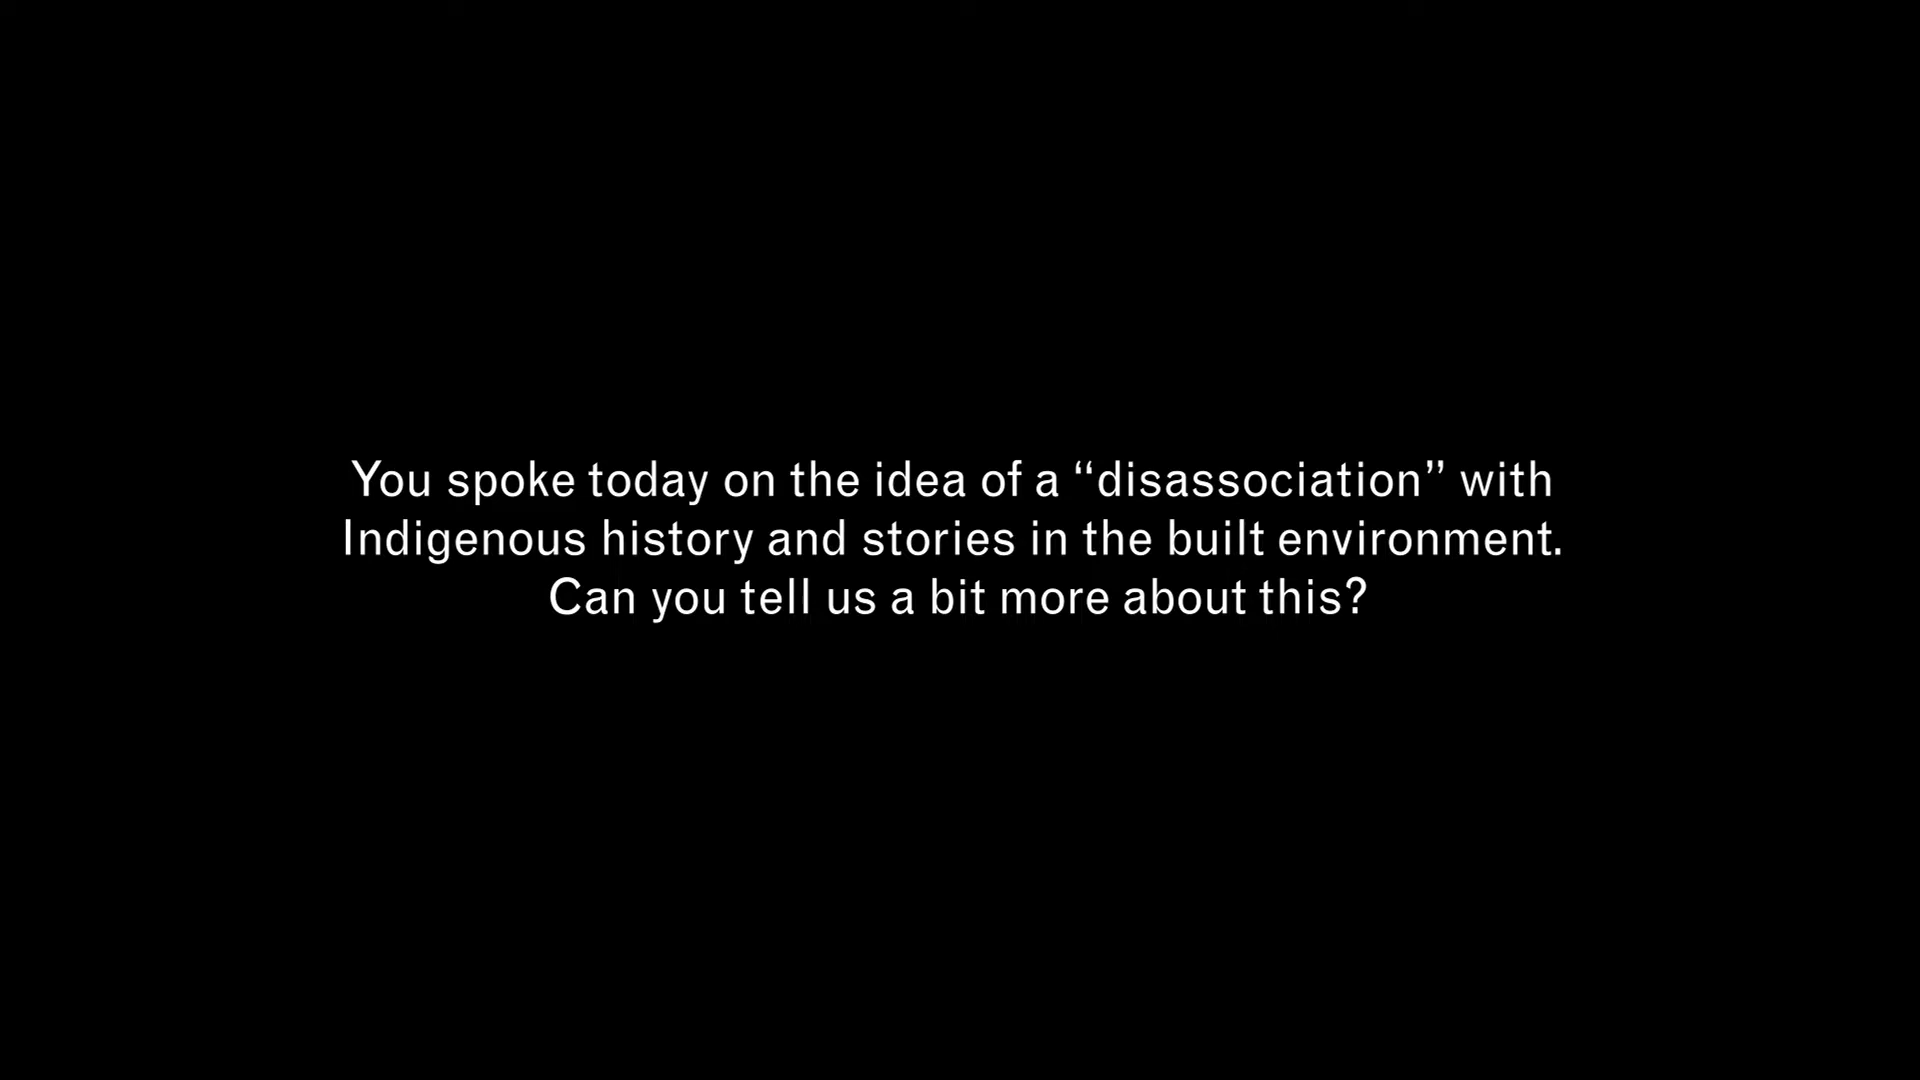 You spoke today on the idea of a “disassociation” with
Indigenous history and stories in the built environment.
Can you tell us a bit more about this?